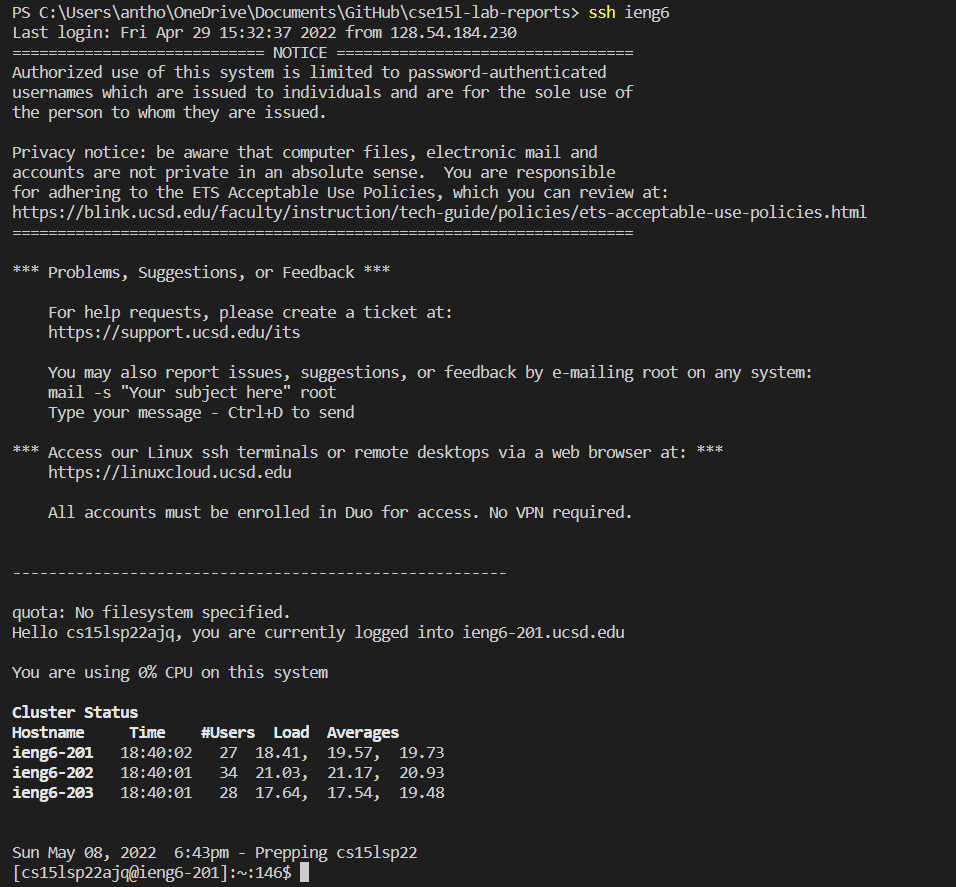 PS C:\Users\antho\OneDrive\Documents\GitHub\cse15l-lab-reports> ssh ieng6
Last login: Fri Apr 29 15:32:37 2022 from 128.54.184.230
============================ NOTICE =================================
Authorized use of this system is limited to password-authenticated
usernames which are issued to individuals and are for the sole use of
the person to whom they are issued.

Privacy notice: be aware that computer files, electronic mail and
accounts are not private in an absolute sense.  You are responsible
for adhering to the ETS Acceptable Use Policies, which you can review at:
https://blink.ucsd.edu/faculty/instruction/tech-guide/policies/ets-acceptable-use-policies.html
=====================================================================

*** Problems, Suggestions, or Feedback ***

    For help requests, please create a ticket at:
    https://support.ucsd.edu/its

    You may also report issues, suggestions, or feedback by e-mailing root on any system:
    mail -s "Your subject here" root
    Type your message - Ctrl+D to send

*** Access our Linux ssh terminals or remote desktops via a web browser at: ***
    https://linuxcloud.ucsd.edu

    All accounts must be enrolled in Duo for access. No VPN required.


-------------------------------------------------------

quota: No filesystem specified.
Hello cs15lsp22ajq, you are currently logged into ieng6-201.ucsd.edu

You are using 0% CPU on this system

Cluster Status
Hostname     Time    #Users  Load  Averages
ieng6-201   18:40:02   27  18.41,  19.57,  19.73
ieng6-202   18:40:01   34  21.03,  21.17,  20.93
ieng6-203   18:40:01   28  17.64,  17.54,  19.48


Sun May 08, 2022  6:43pm - Prepping cs15lsp22
[cs15lsp22ajq@ieng6-201]:~:146$